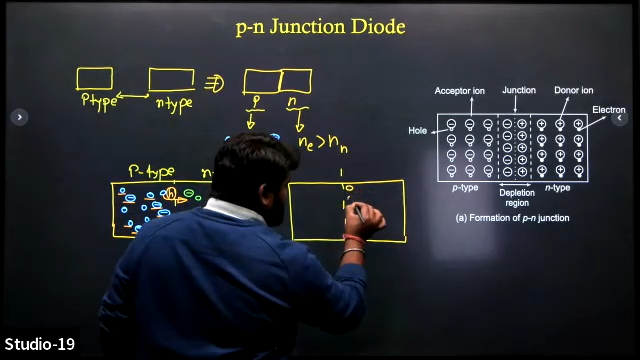 p-n Junction Diode
P type
n type
p
n
ne > nn
P-type
n-
h
Acceptor ion
Junction
Donor ion
Electron
Hole
p-type
Depletion
region
n-type
(a) Formation of p-n junction
Studio-19